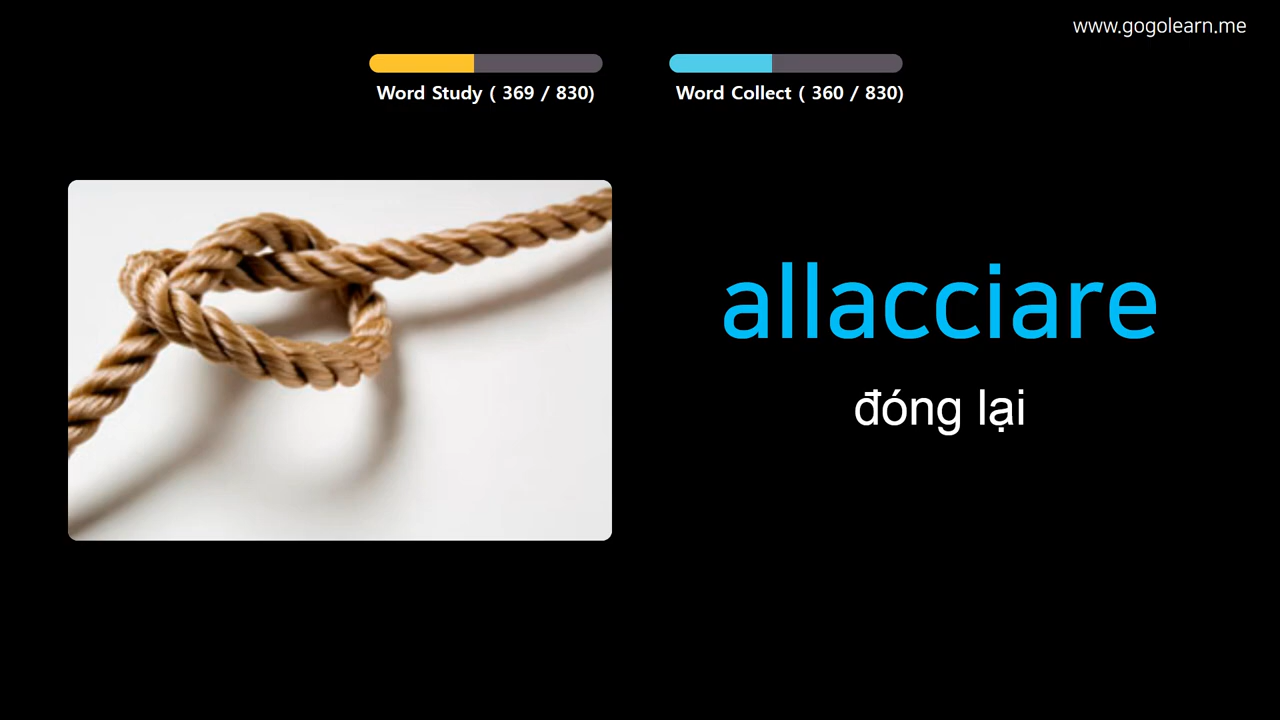 www.gogolearn.me
Word Study ( 369 / 830)
Word Collect ( 360 / 830)
allacciare
đóng lại